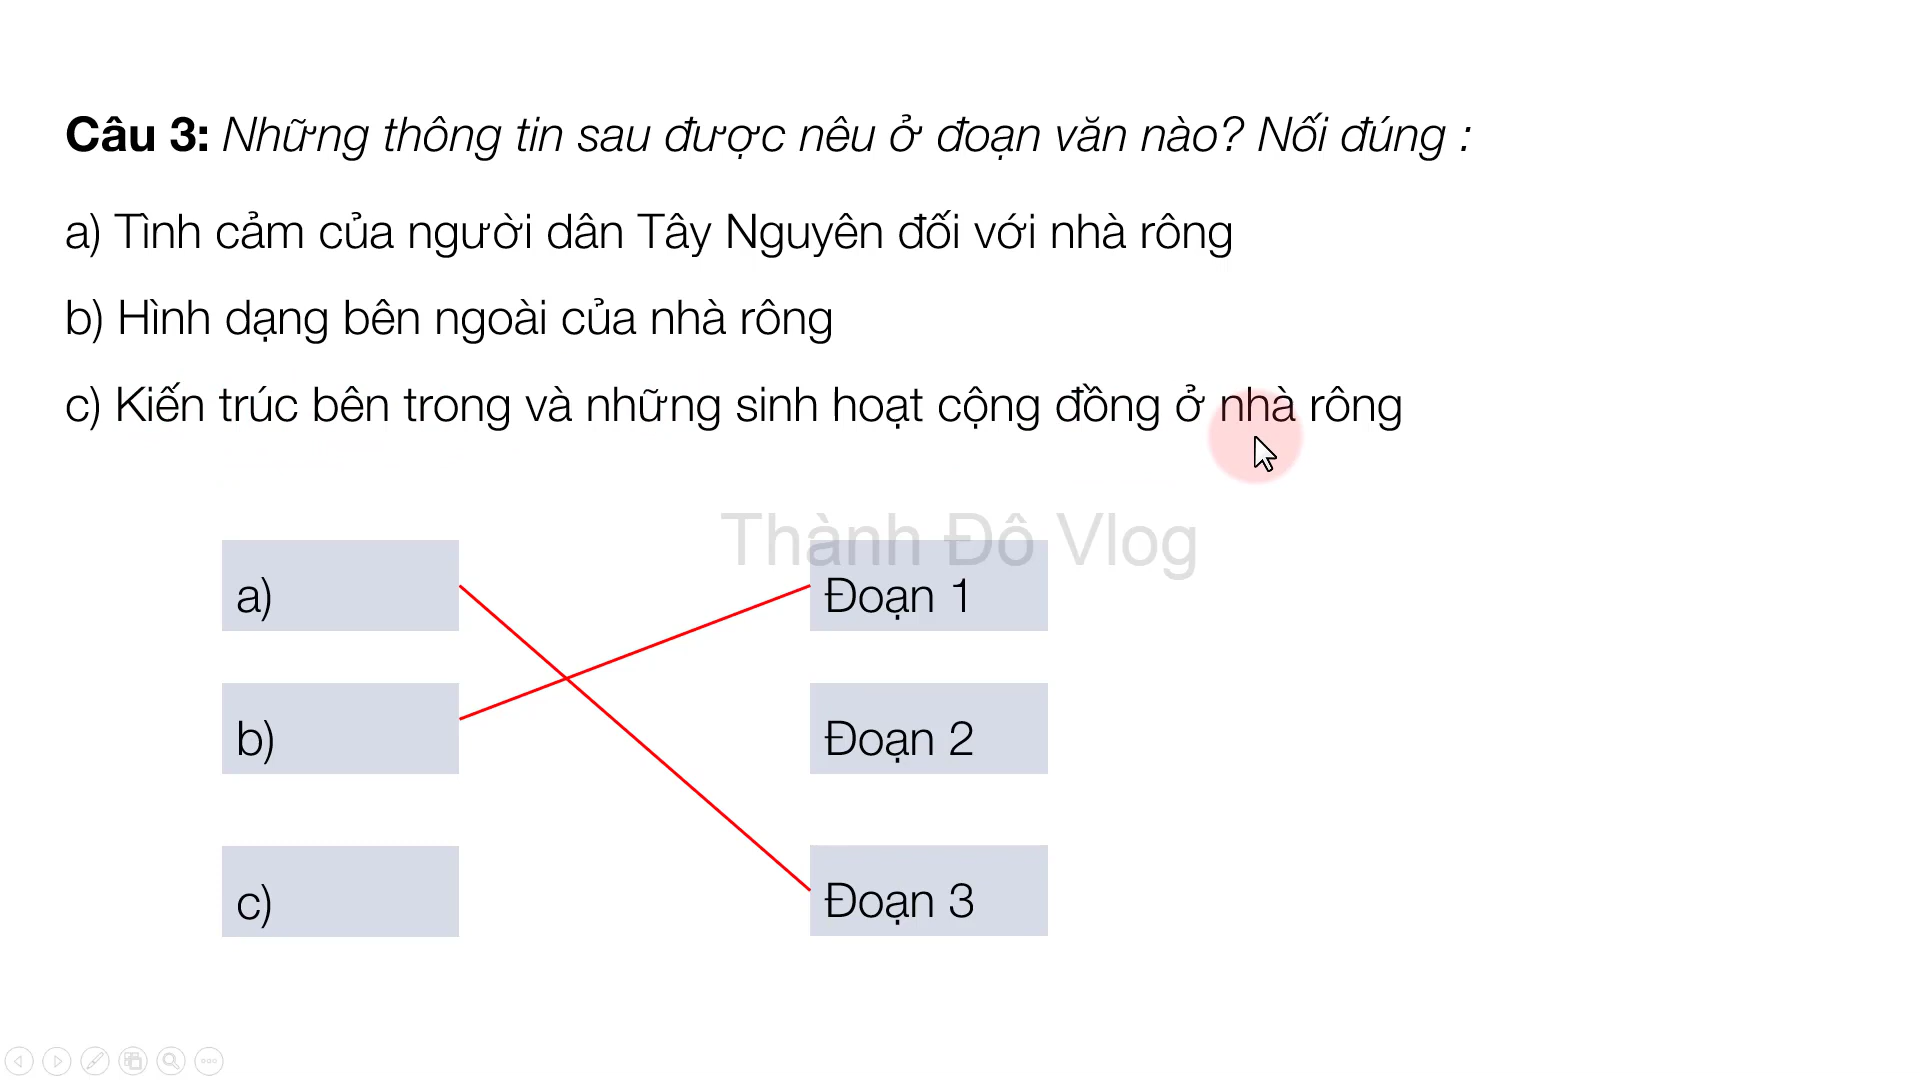 Câu 3: Những thông tin sau được nêu ở đoạn văn nào? Nối đúng :
a) Tình cảm của người dân Tây Nguyên đối với nhà rông
b) Hình dạng bên ngoài của nhà rông
c) Kiến trúc bên trong và những sinh hoạt cộng đồng ở nhà rông
Thành Đô Vlog
a)
Đoạn 1
b)
Đoạn 2
c)
Đoạn 3